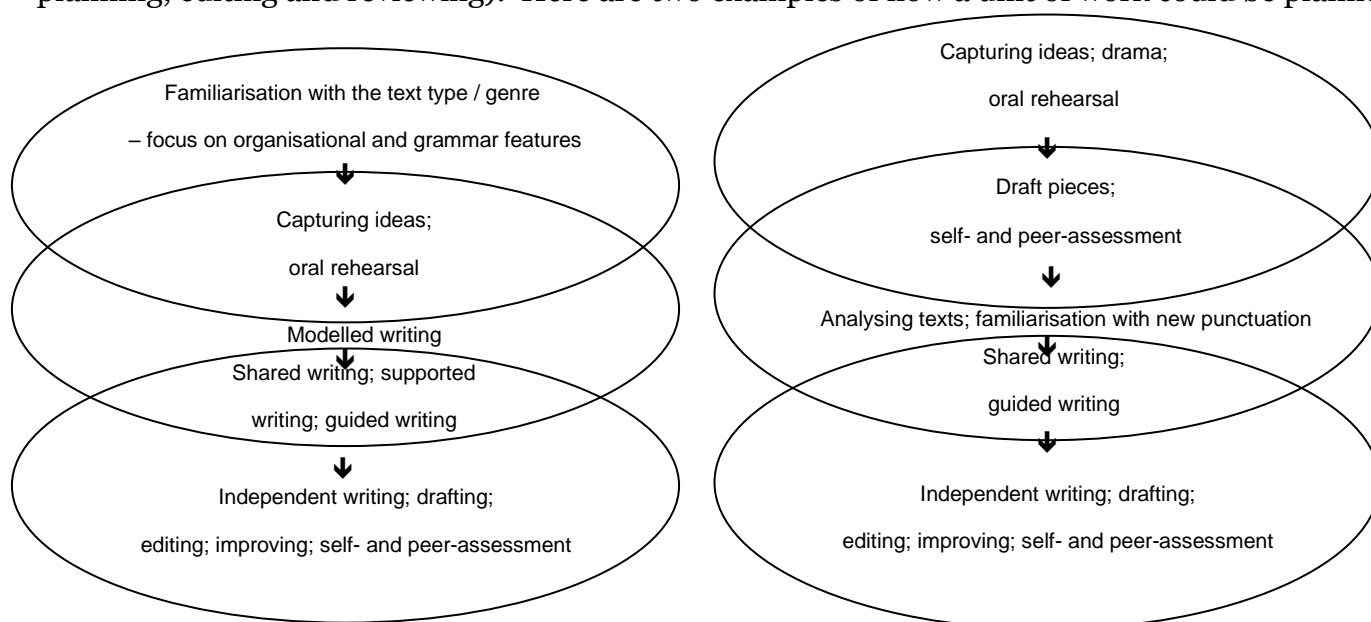 planning, editing and reviewing). Here are two examples of how a unit of work could be
Familiarisation with the text type / genre
– focus on organisational and grammar features
Capturing ideas;
oral rehearsal
Modelled writing
Shared writing; supported
writing; guided writing
Independent writing; drafting;
editing; improving; self- and peer-assessment
Capturing ideas; drama;
oral rehearsal
Draft pieces;
self- and peer-assessment
Analysing texts; familiarisation with new punctuation
Shared writing;
guided writing
Independent writing; drafting;
editing; improving; self- and peer-assessment